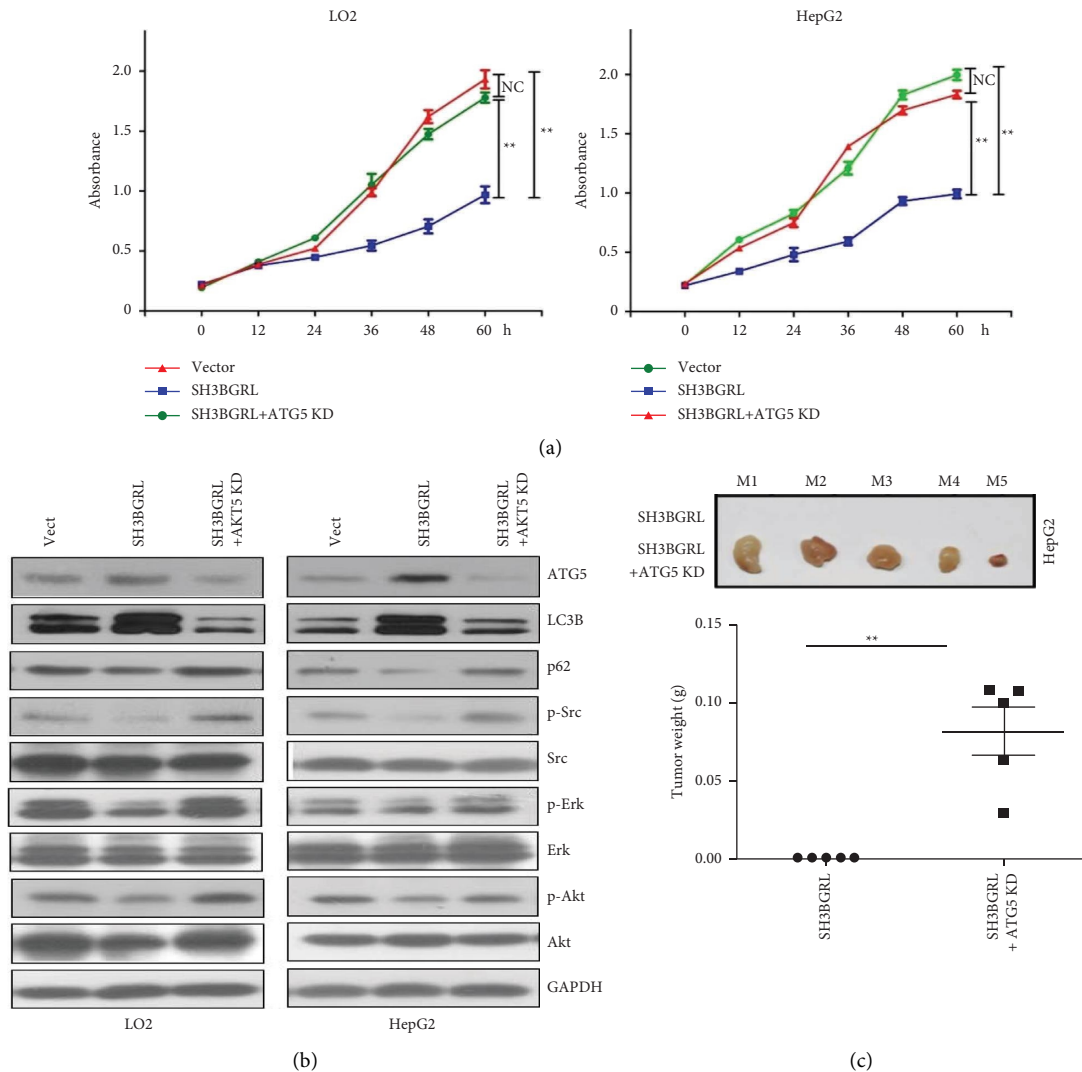 LO2
Absorbance
2.0
1.5
1.0
0.5
0
0 12 24 36 48 60 h
NC
**
**
Vector
SH3BGRL
SH3BGRL+ATG5 KD
HepG2
Absorbance
2.0
1.5
1.0
0.5
0
0 12 24 36 48 60 h
NC
**
**
Vector
SH3BGRL
SH3BGRL+ATG5 KD
(a)
Vect
SH3BGRL
SH3BGRL
+AKT5 KD
Vect
SH3BGRL
SH3BGRL
+AKT5 KD
ATG5
LC3B
p62
p-Src
Src
p-Erk
Erk
p-Akt
Akt
GAPDH
LO2
HepG2
(b)
M1 M2 M3 M4 M5
SH3BGRL
SH3BGRL
+ATG5 KD
HepG2
Tumor weight (g)
0.15
0.10
0.05
0.00
**
SH3BGRL
SH3BGRL
+ ATG5 KD
(c)